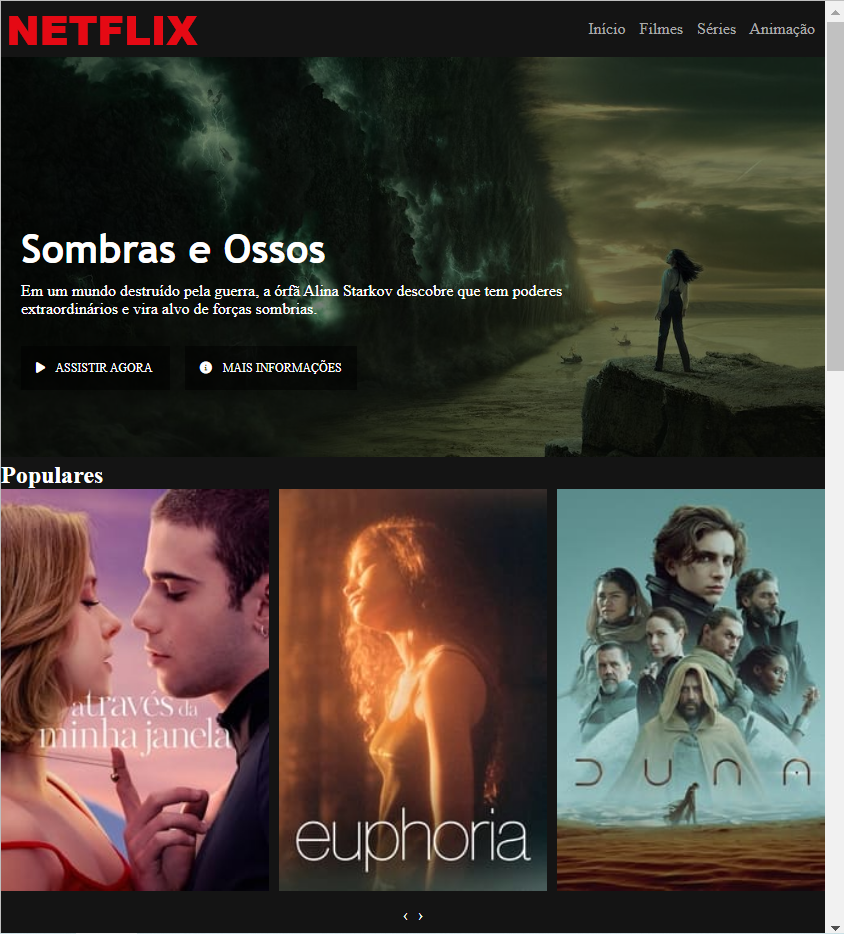 NETFLIX
Início Filmes Séries Animação
Sombras e Ossos
Em um mundo destruído pela guerra, a órfã Alina Starkov descobre que tem poderes
extraordinários e vira alvo de forças sombrias.
ASSISTIR AGORA MAIS INFORMAÇÕES
Populares
através da
minha janela
euphoria
DUNA
‹ ›